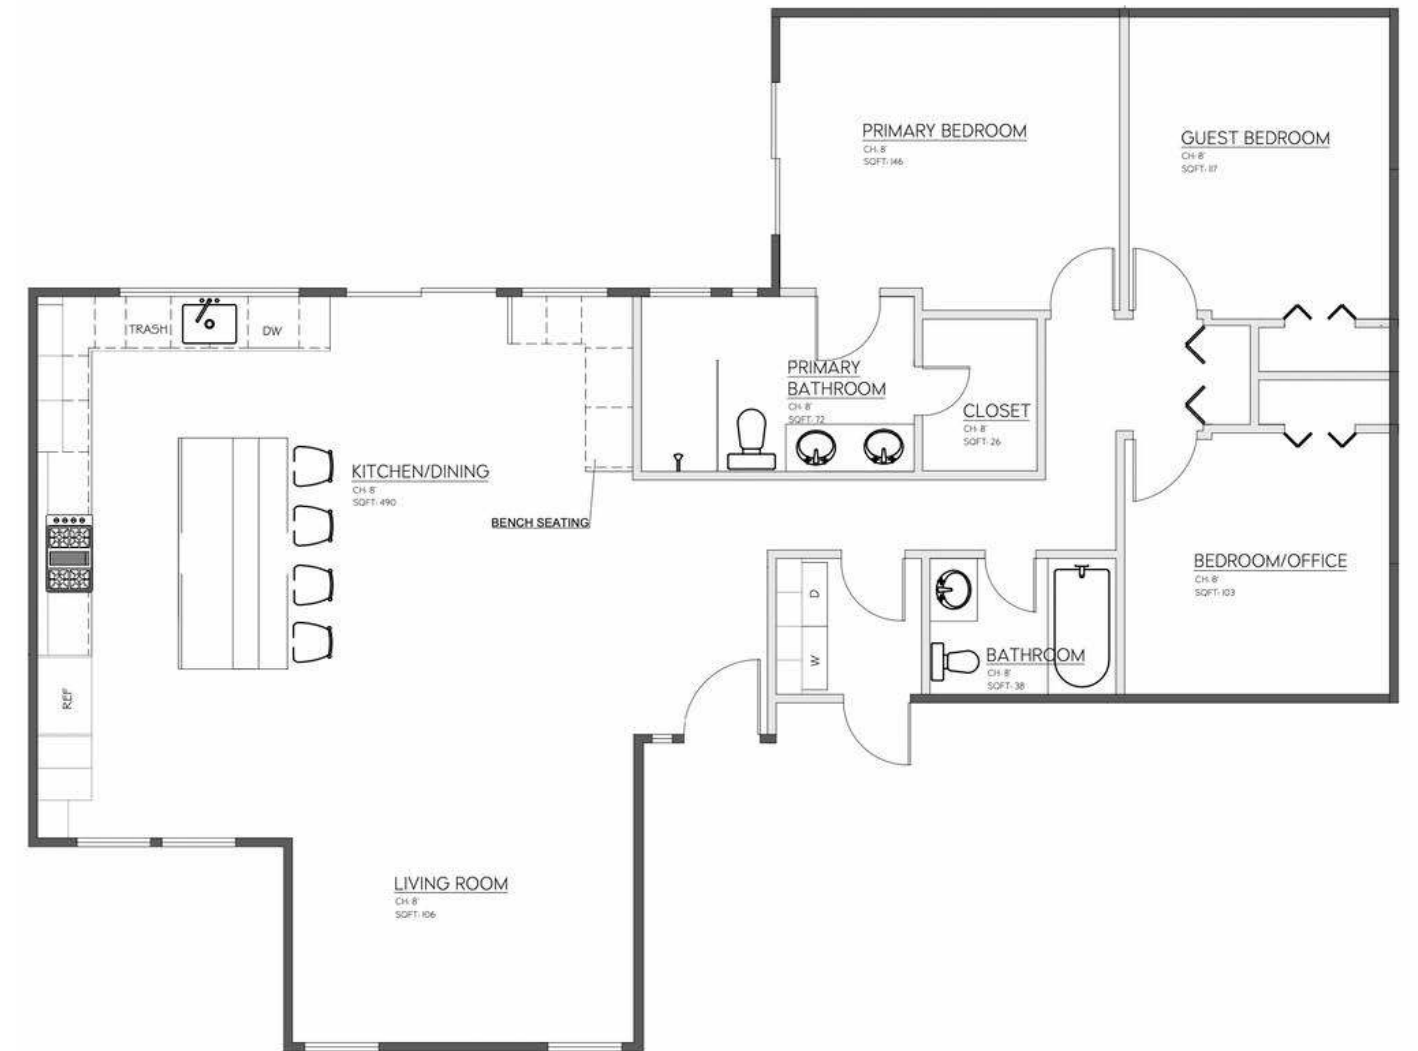 PRIMARY BEDROOM
CH: 8'
SQFT: 146
GUEST BEDROOM
CH: 8'
SQFT: 117
TRASH
DW
PRIMARY
BATHROOM
CH: 8'
SQFT: 72
CLOSET
CH: 8'
SQFT: 26
KITCHEN/DINING
CH: 8'
SQFT: 490
BENCH SEATING
BEDROOM/OFFICE
CH: 8'
SQFT: 103
D
W
BATHROOM
CH: 8'
SQFT: 38
REF
LIVING ROOM
CH: 8'
SQFT: 106